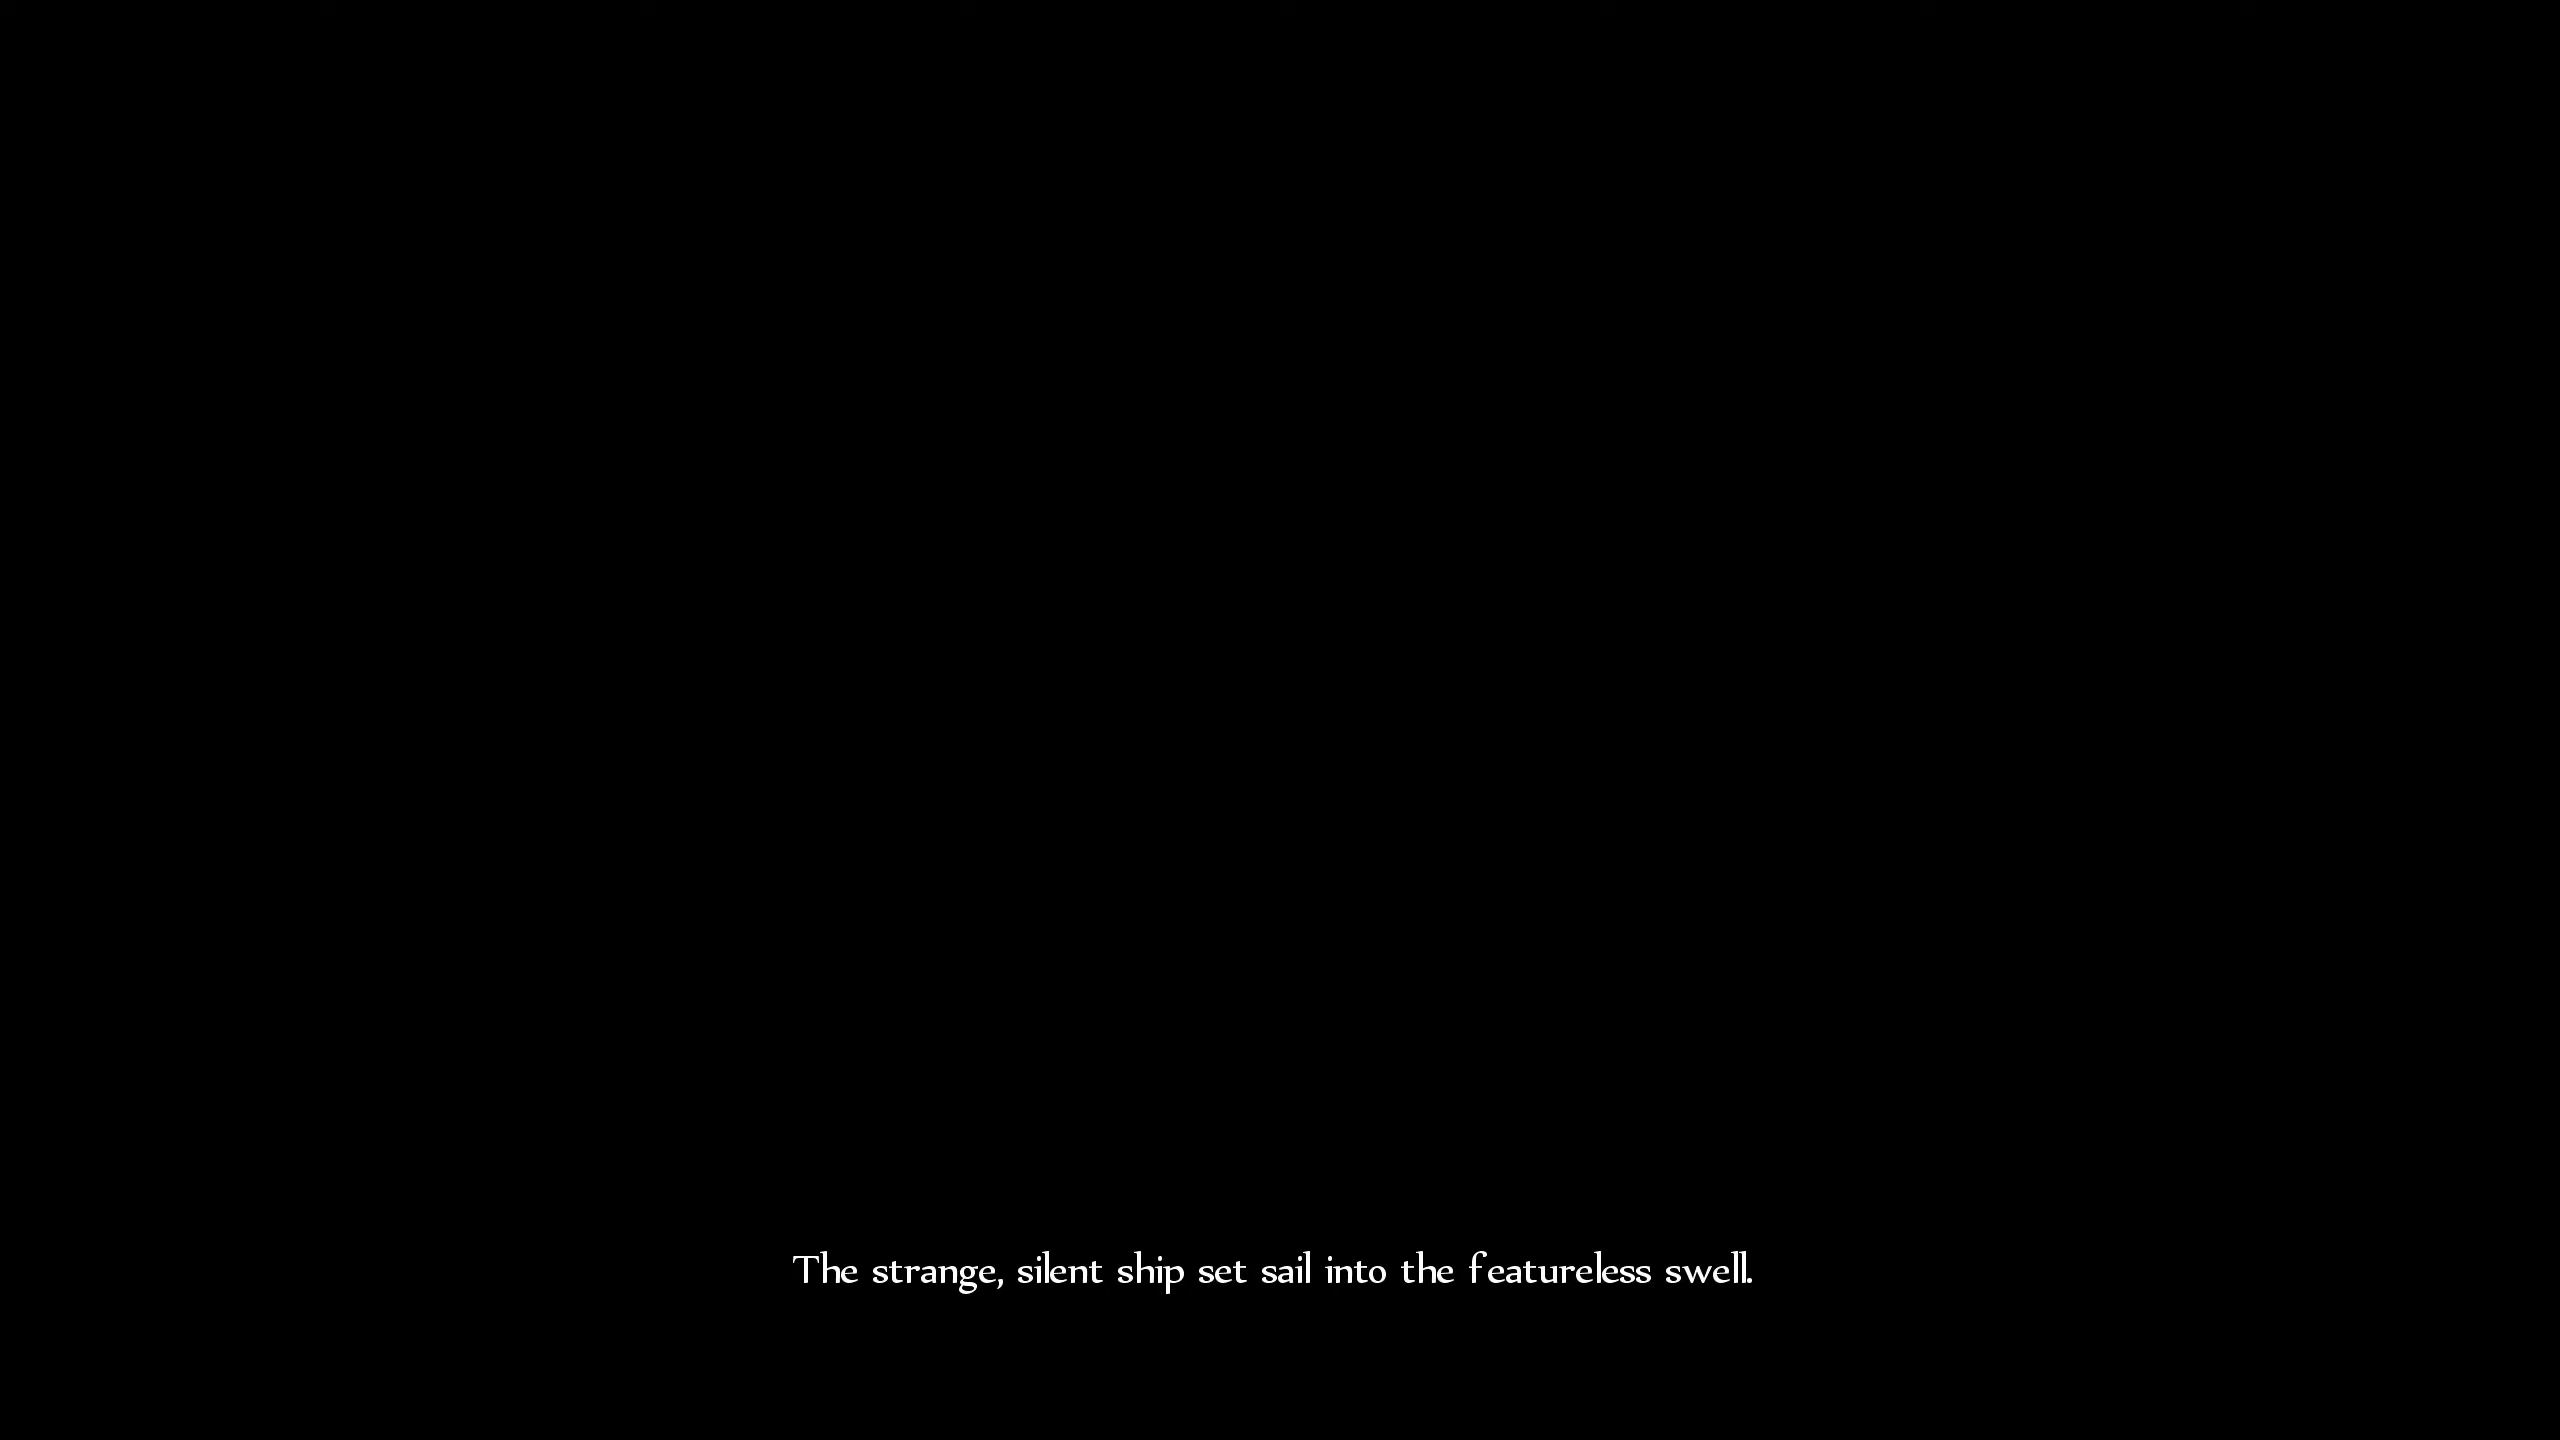 The strange, silent ship set sail into the featureless swell.